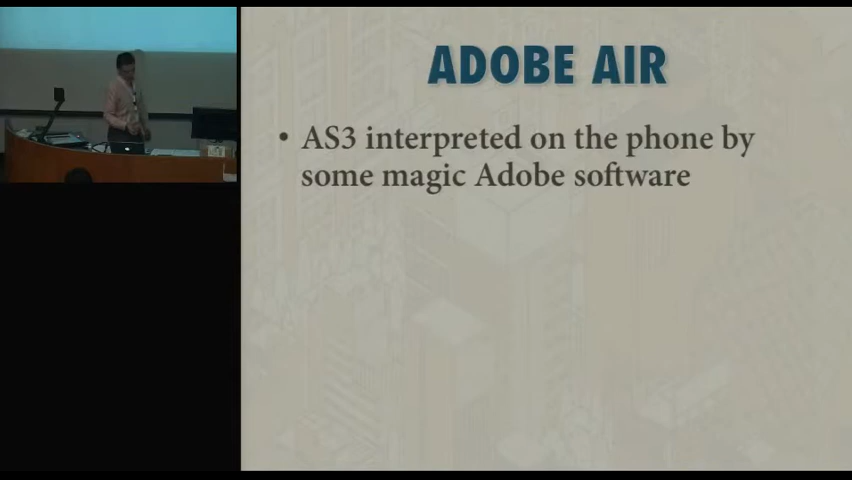 ADOBE AIR
• AS3 interpreted on the phone by
some magic Adobe software